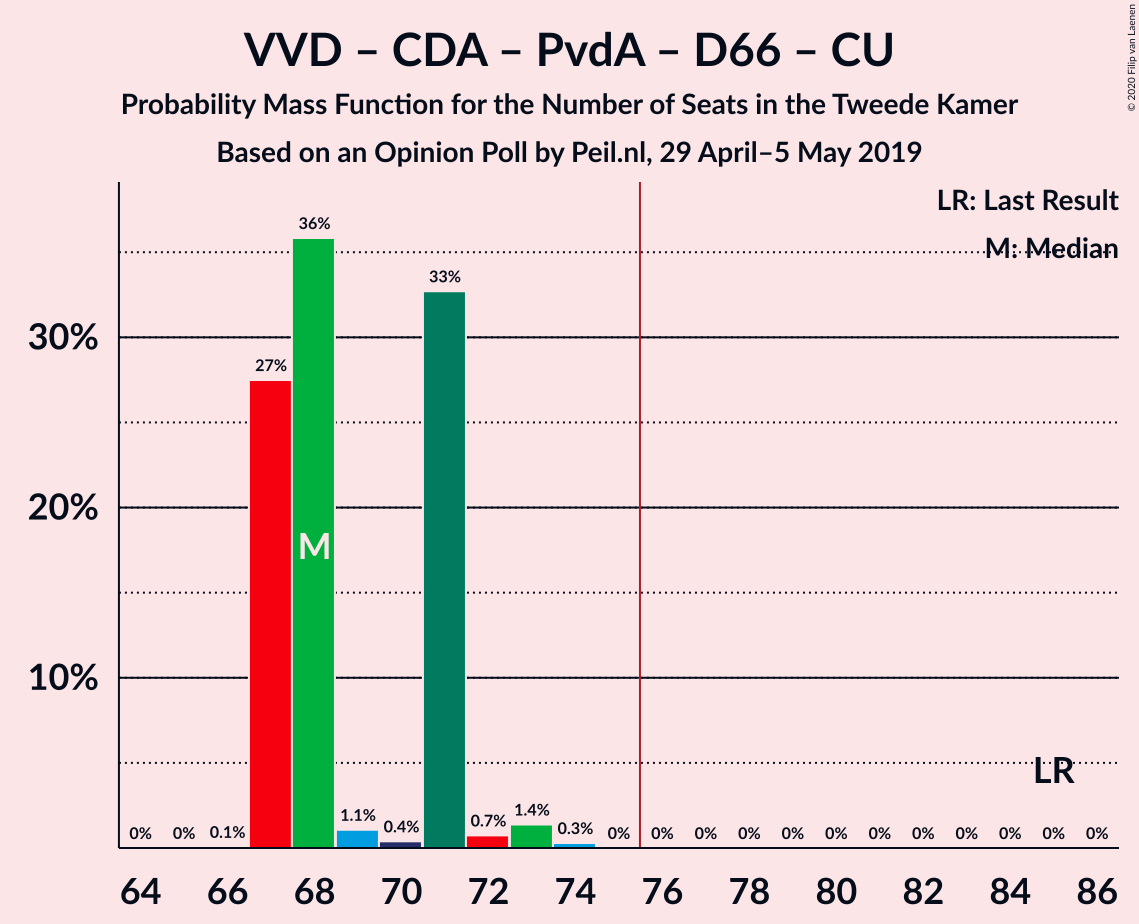 VVD – CDA – PvdA – D66 – CU
Probability Mass Function for the Number of Seats in the Tweede Kamer
Based on an Opinion Poll by Peil.nl, 29 April–5 May 2019
© 2020 Filip van Laenen
LR: Last Result
M: Median
30%
20%
10%
0% 0% 0.1% 27% 36% 1.1% 0.4% 33% 0.7% 1.4% 0.3% 0% 0% 0% 0% 0% 0% 0% 0% 0% 0% 0% 0%
M
LR
64 66 68 70 72 74 76 78 80 82 84 86